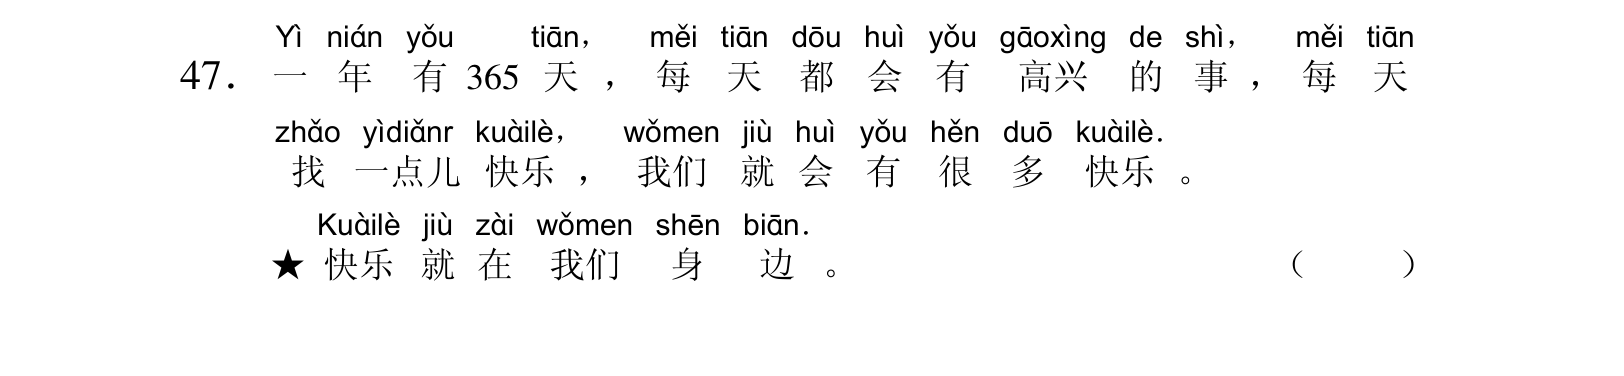 Yì nián yǒu tiān, měi tiān dōu huì yǒu gāoxìng de shì, měi tiān
47. 一 年 有 365 天 , 每 天 都 会 有 高兴 的 事 , 每 天
zhǎo yìdiǎnr kuàilè, wǒmen jiù huì yǒu hěn duō kuàilè.
找 一点儿 快乐 , 我们 就 会 有 很 多 快乐 。
Kuàilè jiù zài wǒmen shēn biān.
★ 快乐 就 在 我们 身 边 。 （ ）